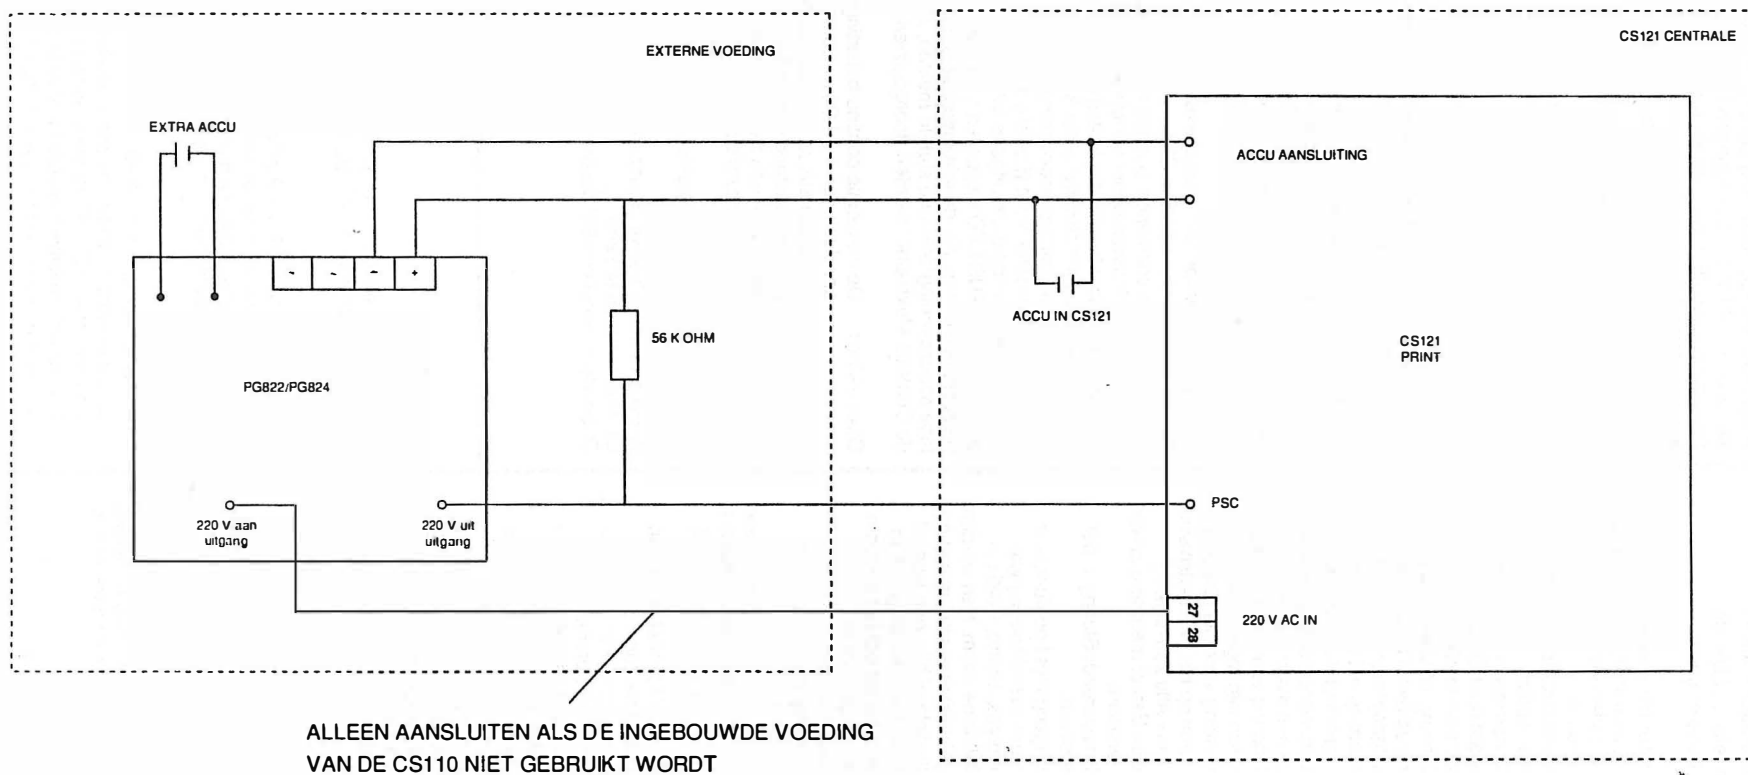 EXTERNE VOEDING
CS121 CENTRALE
EXTRA ACCU
ACCU AANSLUITING
- - - +
ACCU IN CS121
56 K OHM
CS121
PRINT
PG822/PG824
PSC
220 V aan
uitgang
220 V uit
uitgang
27
28
220 V AC IN
ALLEEN AANSLUITEN ALS DE INGEBOUWDE VOEDING
VAN DE CS110 NIET GEBRUIKT WORDT